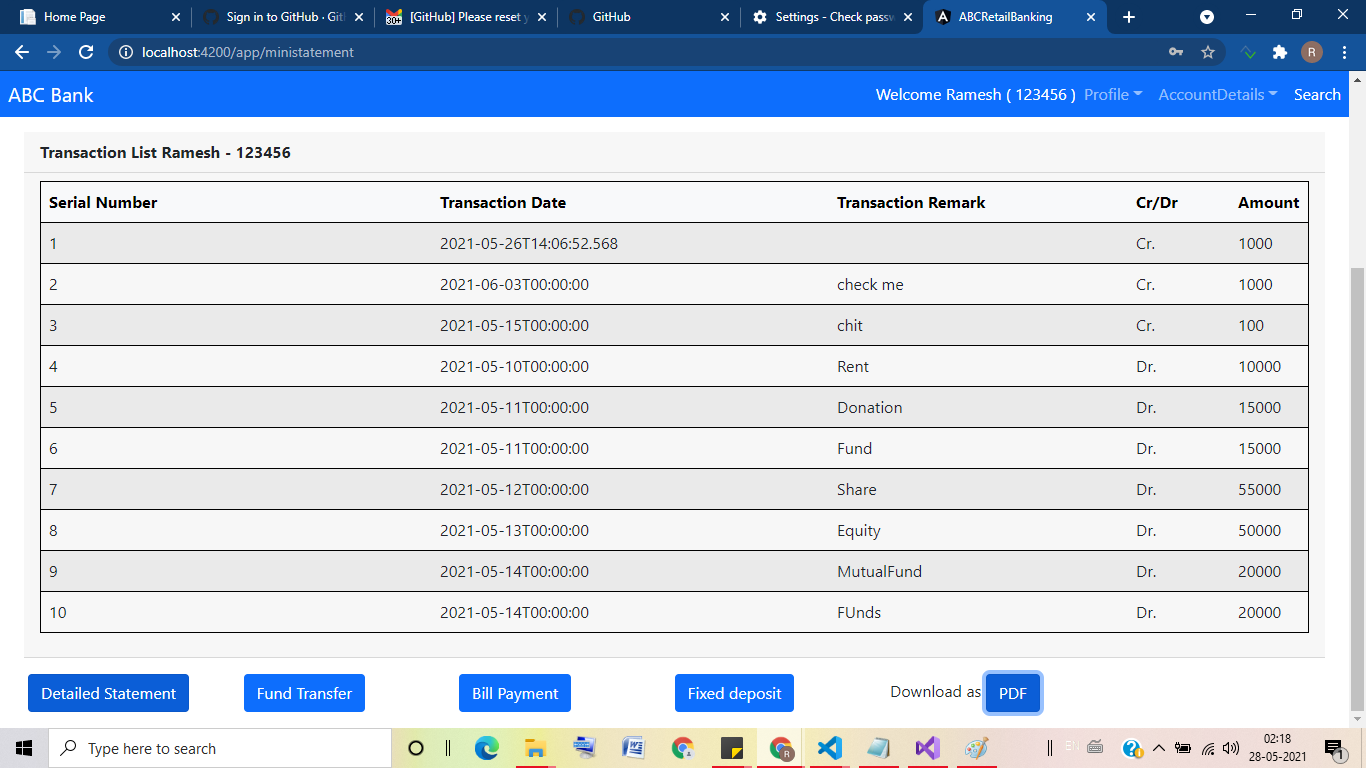 Home Page
Sign in to GitHub · Git
[GitHub] Please reset y
GitHub
Settings - Check passw
ABCRetailBanking
localhost:4200/app/ministatement
R
ABC Bank Welcome Ramesh ( 123456 ) Profile AccountDetails Search
Transaction List Ramesh - 123456
Serial Number Transaction Date Transaction Remark Cr/Dr Amount
1 2021-05-26T14:06:52.568 Cr. 1000
2 2021-06-03T00:00:00 check me Cr. 1000
3 2021-05-15T00:00:00 chit Cr. 100
4 2021-05-10T00:00:00 Rent Dr. 10000
5 2021-05-11T00:00:00 Donation Dr. 15000
6 2021-05-11T00:00:00 Fund Dr. 15000
7 2021-05-12T00:00:00 Share Dr. 55000
8 2021-05-13T00:00:00 Equity Dr. 50000
9 2021-05-14T00:00:00 MutualFund Dr. 20000
10 2021-05-14T00:00:00 FUnds Dr. 20000
Detailed Statement Fund Transfer Bill Payment Fixed deposit Download as PDF
Type here to search
02:18
28-05-2021